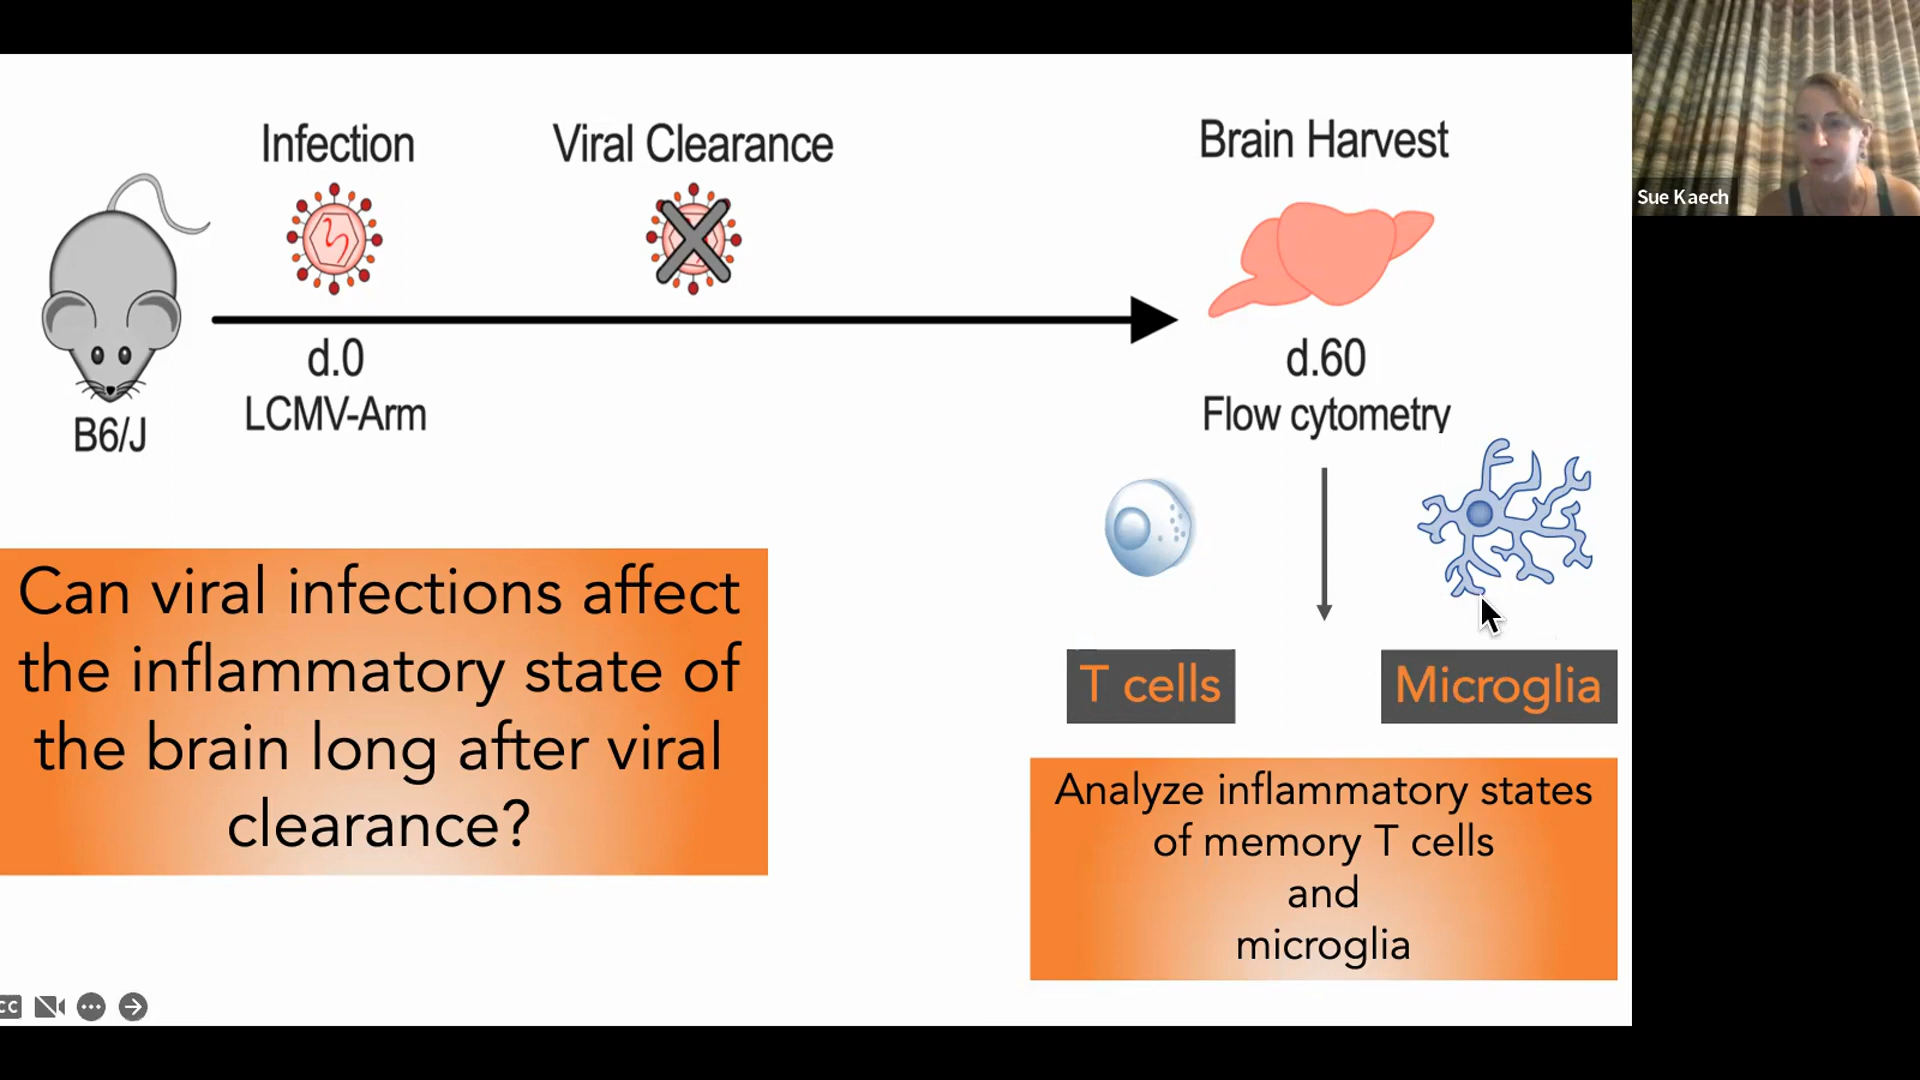 Infection
Viral Clearance
Brain Harvest
Sue Kaech
d.0
d.60
LCMV-Arm
Flow cytometry
B6/J
Can viral infections affect
the inflammatory state of
the brain long after viral
clearance?
T cells
Microglia
Analyze inflammatory states
of memory T cells
and
microglia
CC